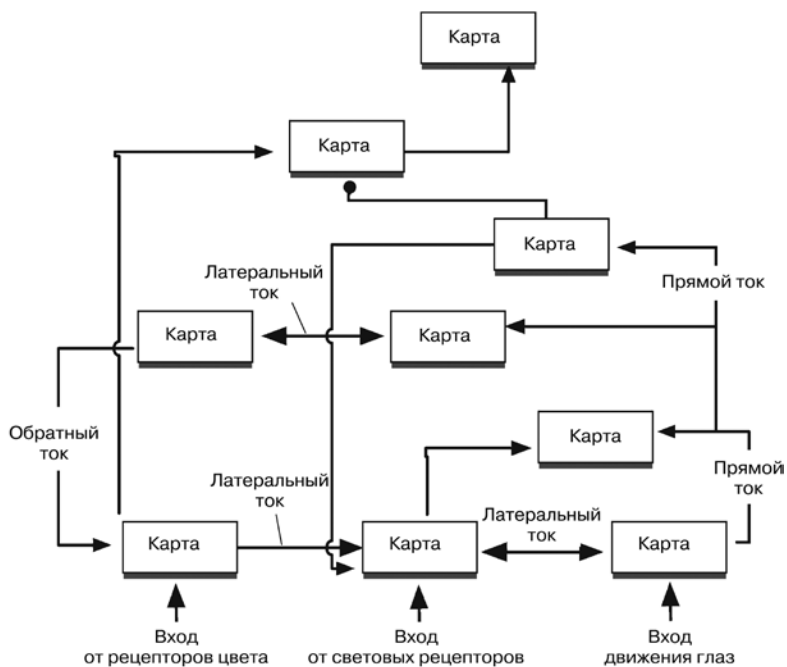 Карта
Карта
Карта
Латеральный
ток
Прямой ток
Карта
Карта
Обратный
ток
Карта
Латеральный
ток
Прямой
ток
Латеральный
ток
Карта
Карта
Карта
Вход
от рецепторов цвета
Вход
от световых рецепторов
Вход
движения глаз